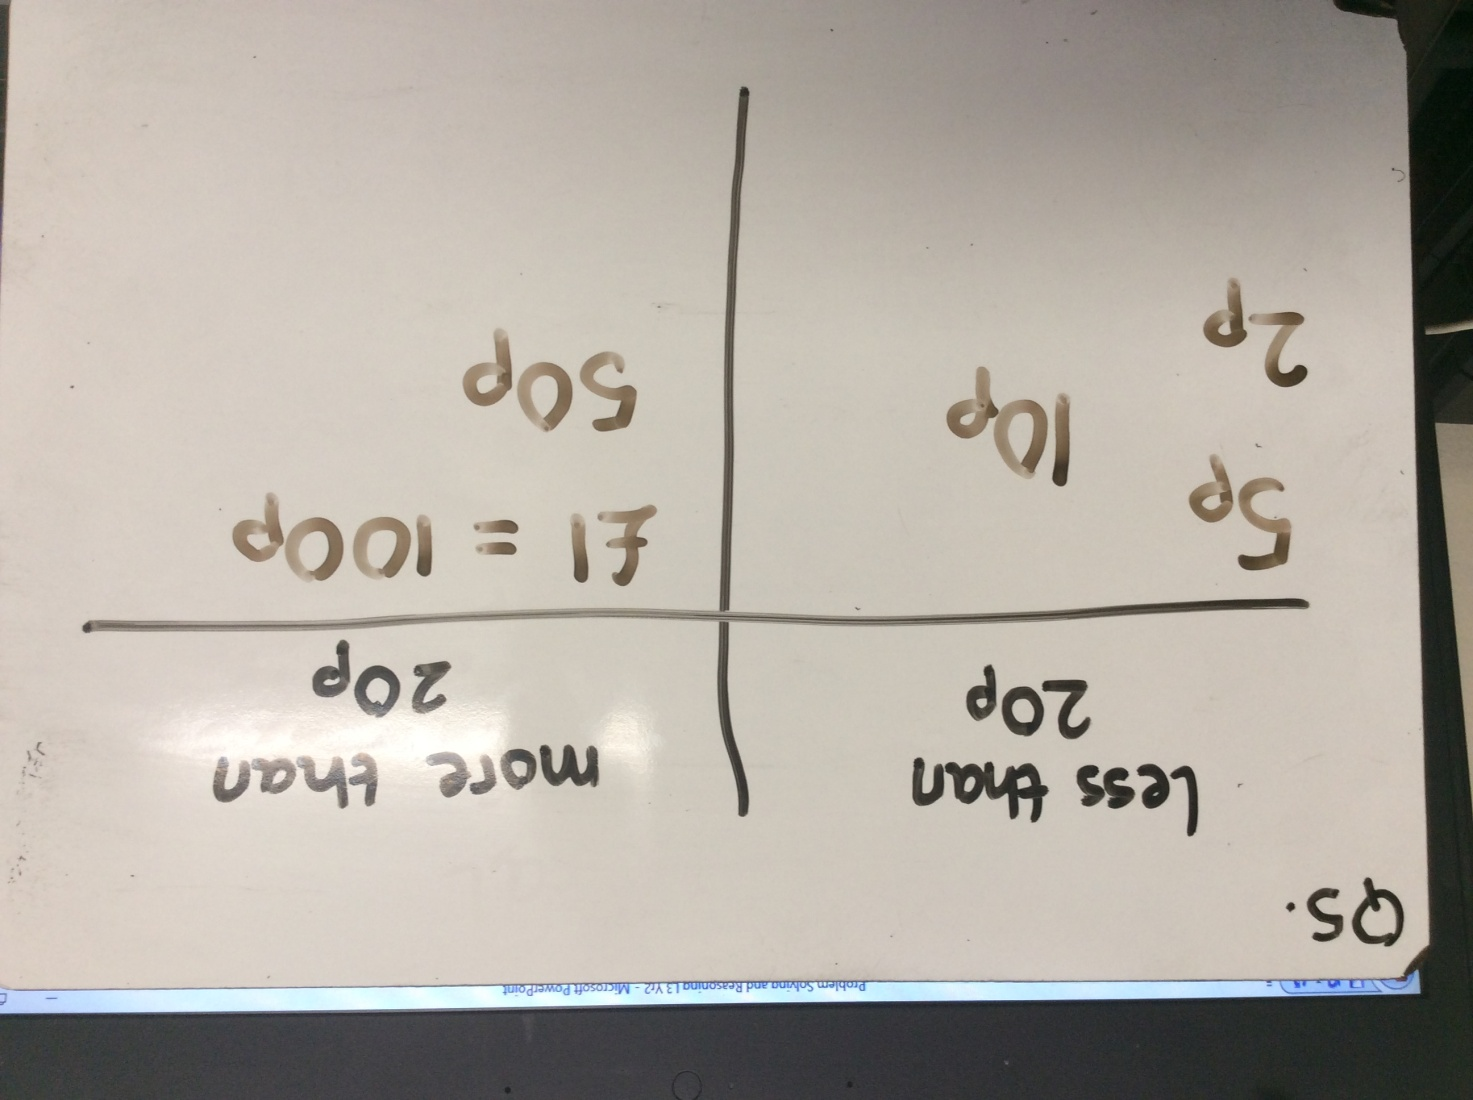 Problem Solving and Reasoning L3 Yr2 - Microsoft PowerPoint
Q5.
Less than
20p
more than
20p
5p
10p
2p
£1 = 100p
50p